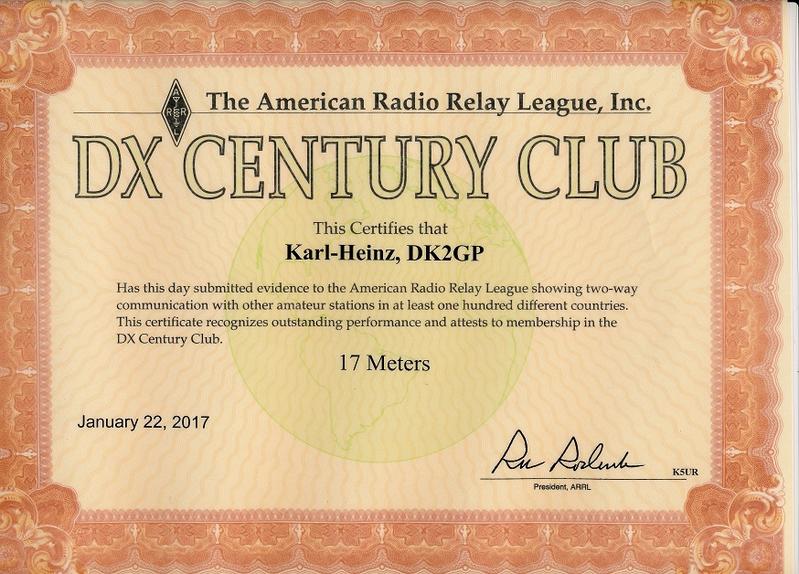 The American Radio Relay League, Inc.
ARRL
DX CENTURY CLUB
This Certifies that
Karl-Heinz, DK2GP
Has this day submitted evidence to the American Radio Relay League showing two-way
communication with other amateur stations in at least one hundred different countries.
This certificate recognizes outstanding performance and attests to membership in the
DX Century Club.
17 Meters
January 22, 2017
K5UR
President, ARRL